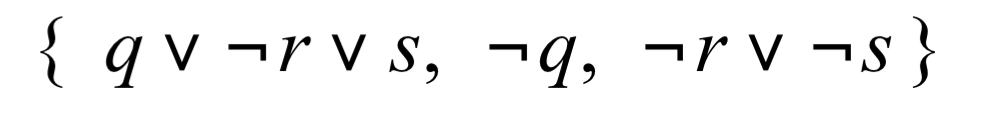 { q ∨ ¬r ∨ s, ¬q, ¬r ∨ ¬s }